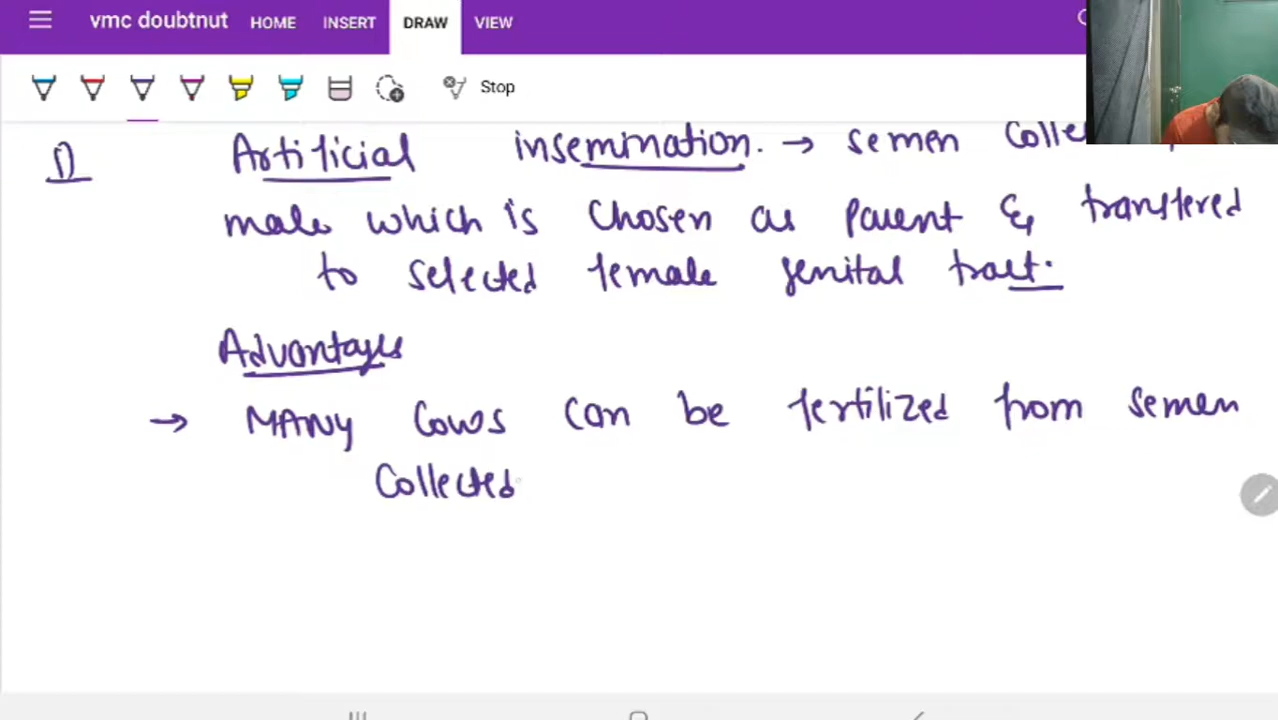 vmc doubtnut HOME INSERT DRAW VIEW
Stop
1) Artificial insemination. → semen
male which is chosen as parent & transfered
to selected female genital tract.
Advantages
→ MANY Cows can be fertilized from semen
Collected